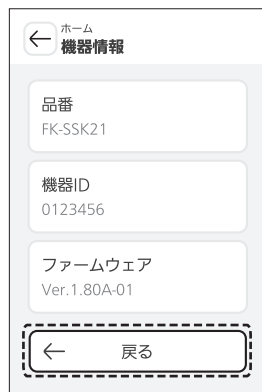 ホーム
機器情報
品番
FK-SSK21
機器ID
0123456
ファームウェア
Ver.1.80A-01
戻る